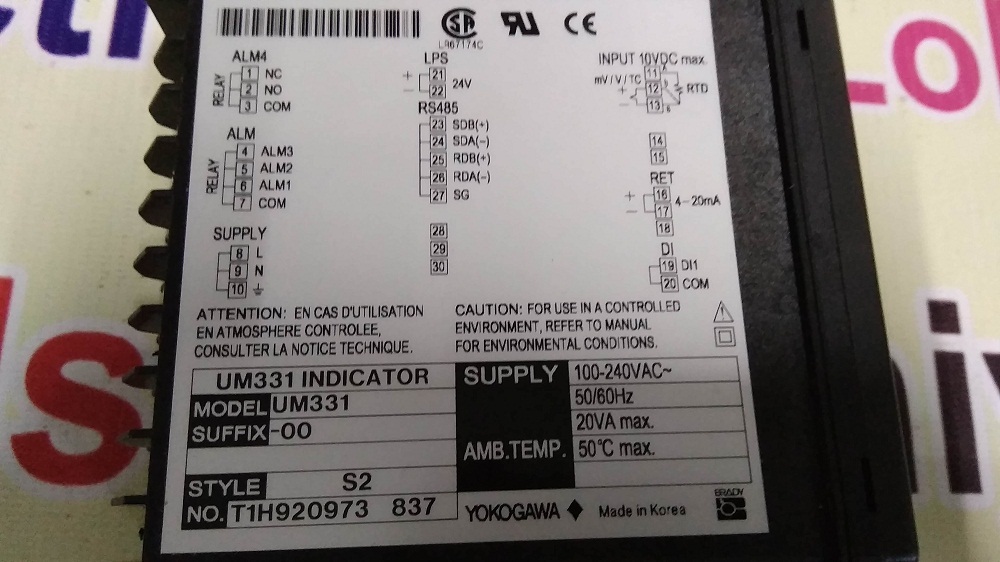 LR67174C
ALM4
RELAY
1 NC
2 NO
3 COM
ALM
RELAY
4 ALM3
5 ALM2
6 ALM1
7 COM
SUPPLY
8 L
9 N
10
LPS
+ 21
- 22
24V
RS485
23 SDB(+)
24 SDA(-)
25 RDB(+)
26 RDA(-)
27 SG
28
29
30
INPUT 10VDC max.
mV/V/TC
11
+ 12
- 13
RTD
14
15
RET
+ 16
- 17
4-20mA
18
DI
19 DI1
20 COM
ATTENTION: EN CAS D'UTILISATION
EN ATMOSPHERE CONTROLEE,
CONSULTER LA NOTICE TECHNIQUE.
CAUTION: FOR USE IN A CONTROLLED
ENVIRONMENT, REFER TO MANUAL
FOR ENVIRONMENTAL CONDITIONS.
UM331 INDICATOR
MODEL UM331
SUFFIX -00
STYLE S2
NO. T1H920973 837
SUPPLY 100-240VAC~
50/60Hz
20VA max.
AMB.TEMP. 50°C max.
YOKOGAWA Made in Korea
BRADY